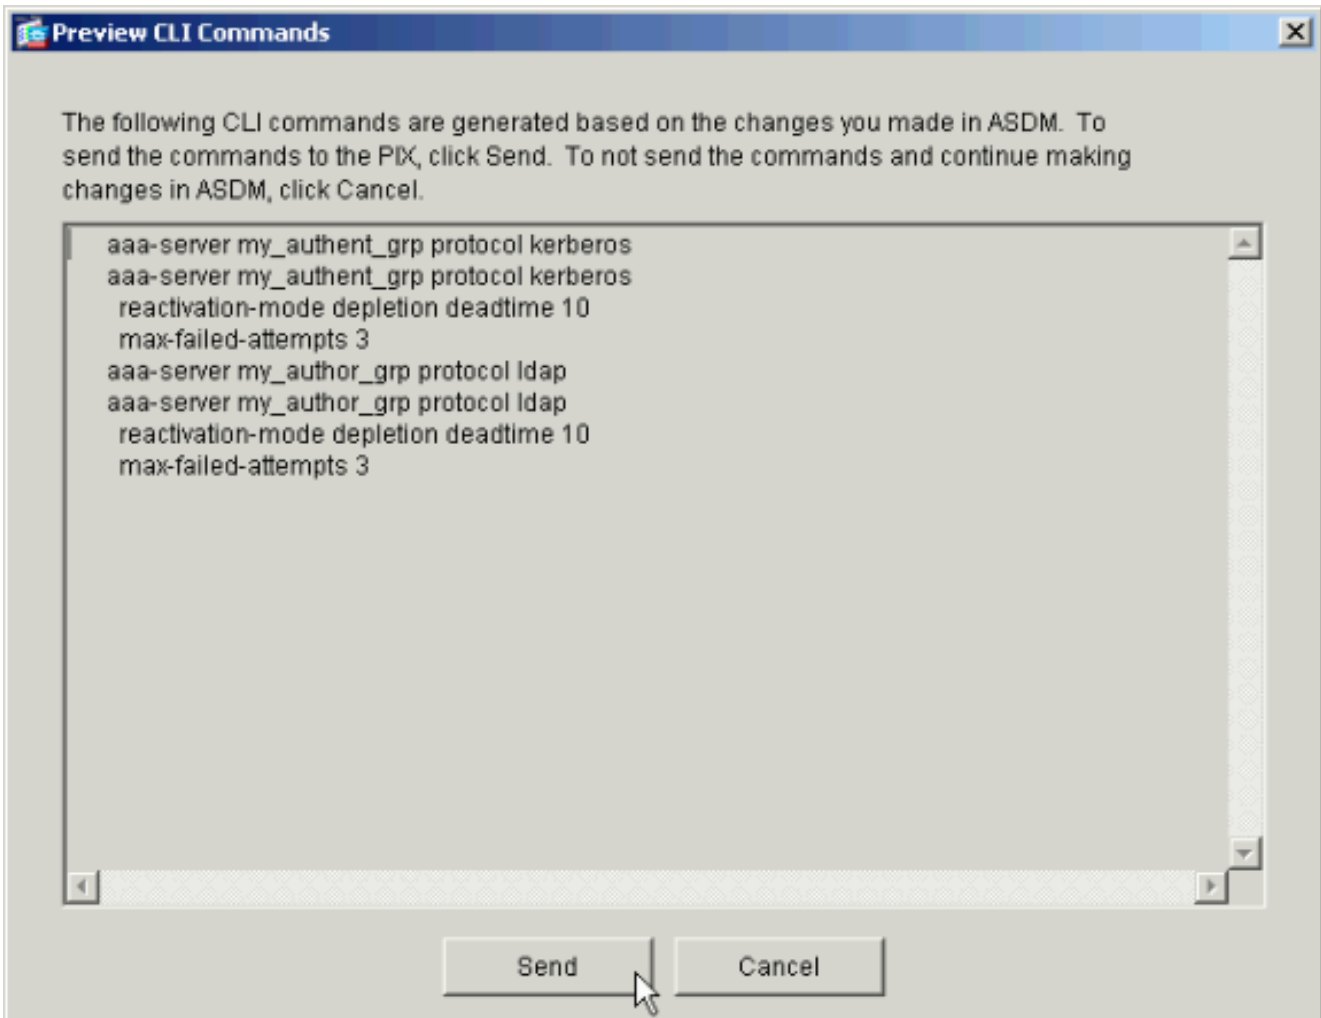 Preview CLI Commands
The following CLI commands are generated based on the changes you made in ASDM.  To
send the commands to the PIX, click Send.  To not send the commands and continue making
changes in ASDM, click Cancel.
aaa-server my_authent_grp protocol kerberos
aaa-server my_authent_grp protocol kerberos
 reactivation-mode depletion deadtime 10
 max-failed-attempts 3
aaa-server my_author_grp protocol ldap
aaa-server my_author_grp protocol ldap
 reactivation-mode depletion deadtime 10
 max-failed-attempts 3
Send
Cancel